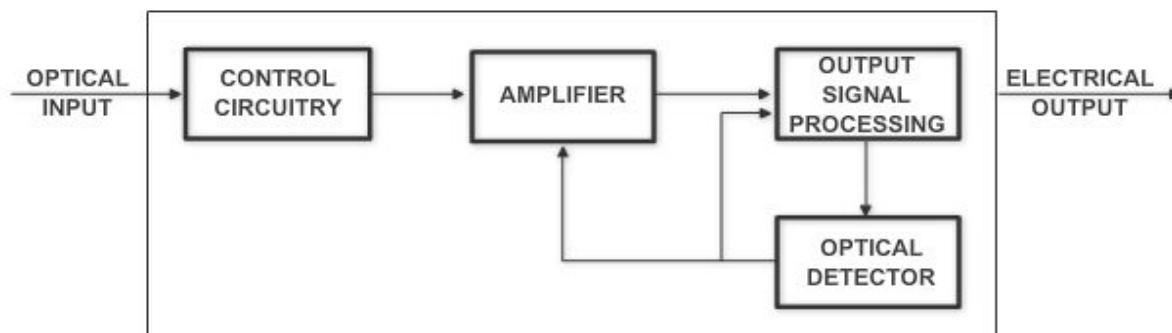 OPTICAL
INPUT
CONTROL
CIRCUITRY
AMPLIFIER
OUTPUT
SIGNAL
PROCESSING
ELECTRICAL
OUTPUT
OPTICAL
DETECTOR